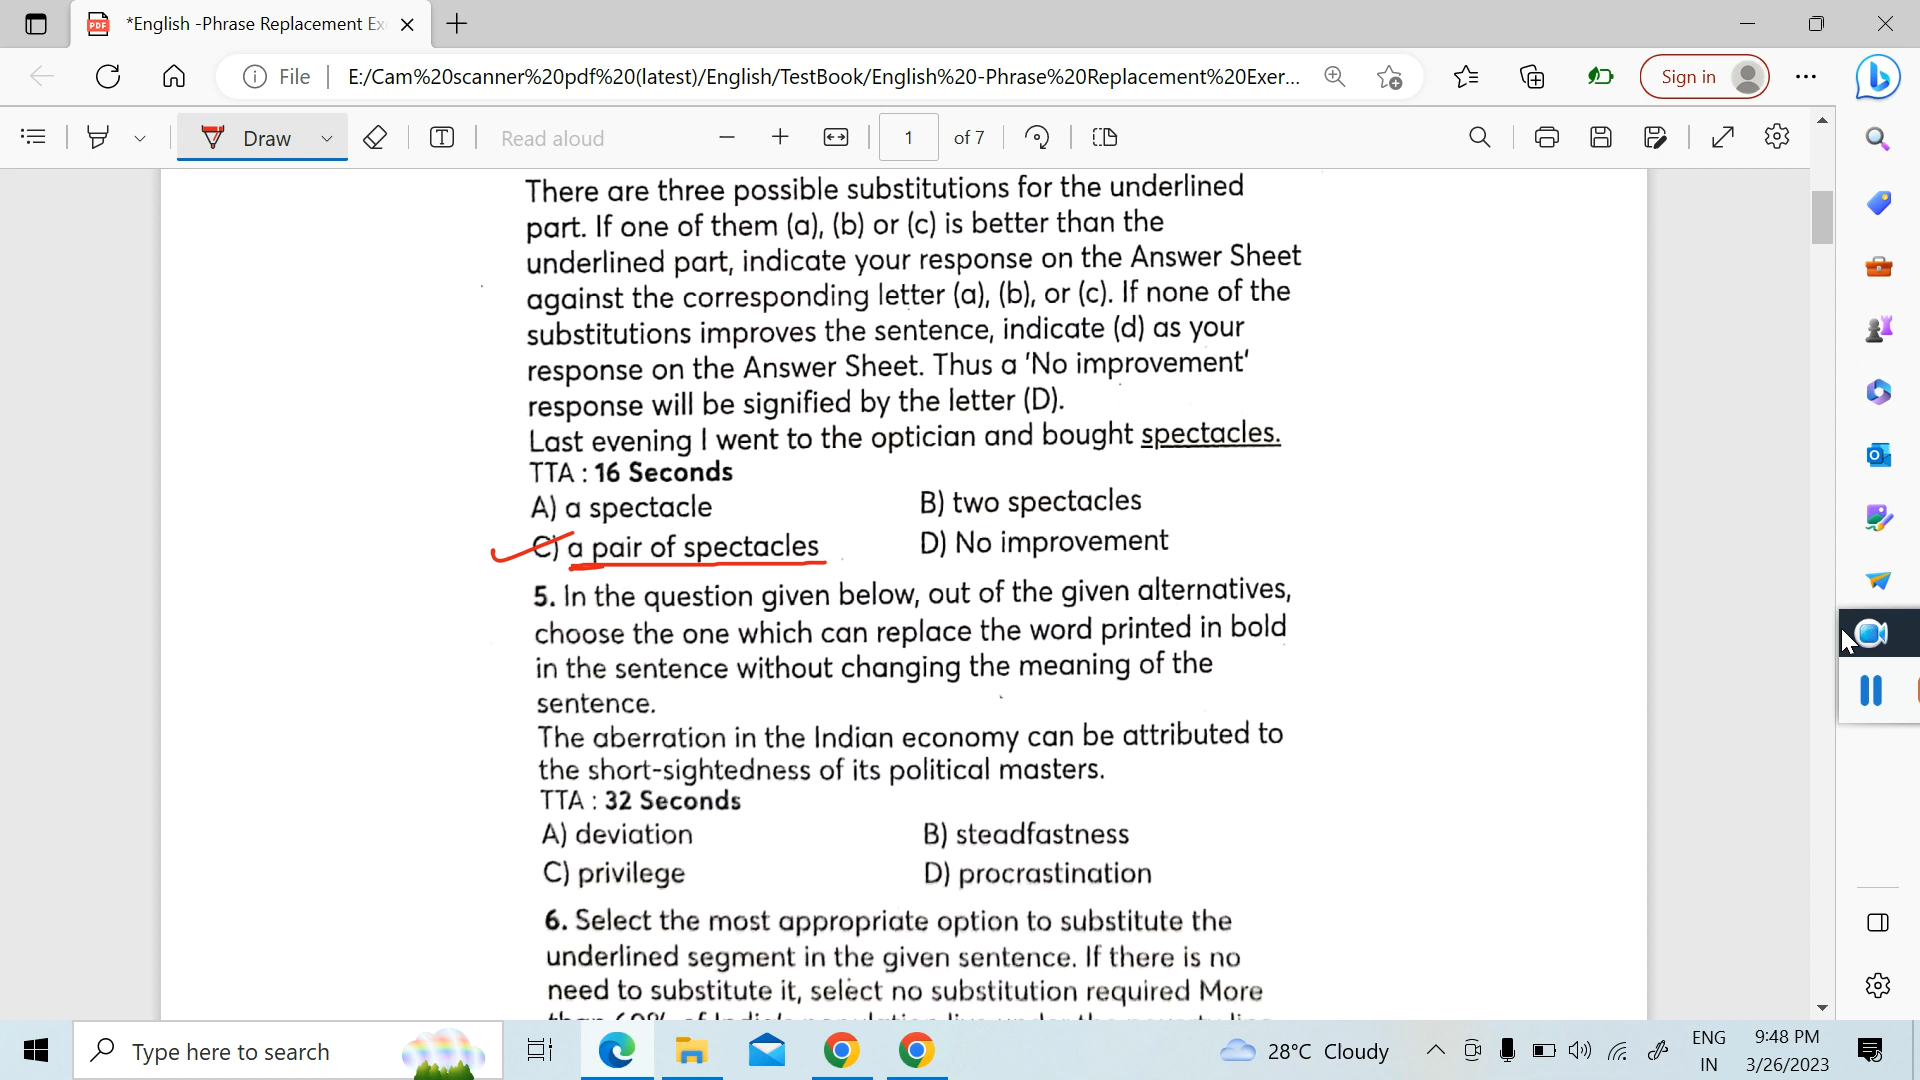 *English -Phrase Replacement Ex
File
E:/Cam%20scanner%20pdf%20(latest)/English/TestBook/English%20-Phrase%20Replacement%20Exer...
Sign in
Draw
Read aloud
1
of 7
There are three possible substitutions for the underlined
part. If one of them (a), (b) or (c) is better than the
underlined part, indicate your response on the Answer Sheet
against the corresponding letter (a), (b), or (c). If none of the
substitutions improves the sentence, indicate (d) as your
response on the Answer Sheet. Thus a 'No improvement'
response will be signified by the letter (D).
Last evening I went to the optician and bought spectacles.
TTA : 16 Seconds
A) a spectacle
B) two spectacles
C) a pair of spectacles
D) No improvement
5. In the question given below, out of the given alternatives,
choose the one which can replace the word printed in bold
in the sentence without changing the meaning of the
sentence.
The aberration in the Indian economy can be attributed to
the short-sightedness of its political masters.
TTA : 32 Seconds
A) deviation
B) steadfastness
C) privilege
D) procrastination
6. Select the most appropriate option to substitute the
underlined segment in the given sentence. If there is no
need to substitute it, select no substitution required More
than 60% of India's population live under the poverty line
Type here to search
28°C Cloudy
ENG
IN
9:48 PM
3/26/2023